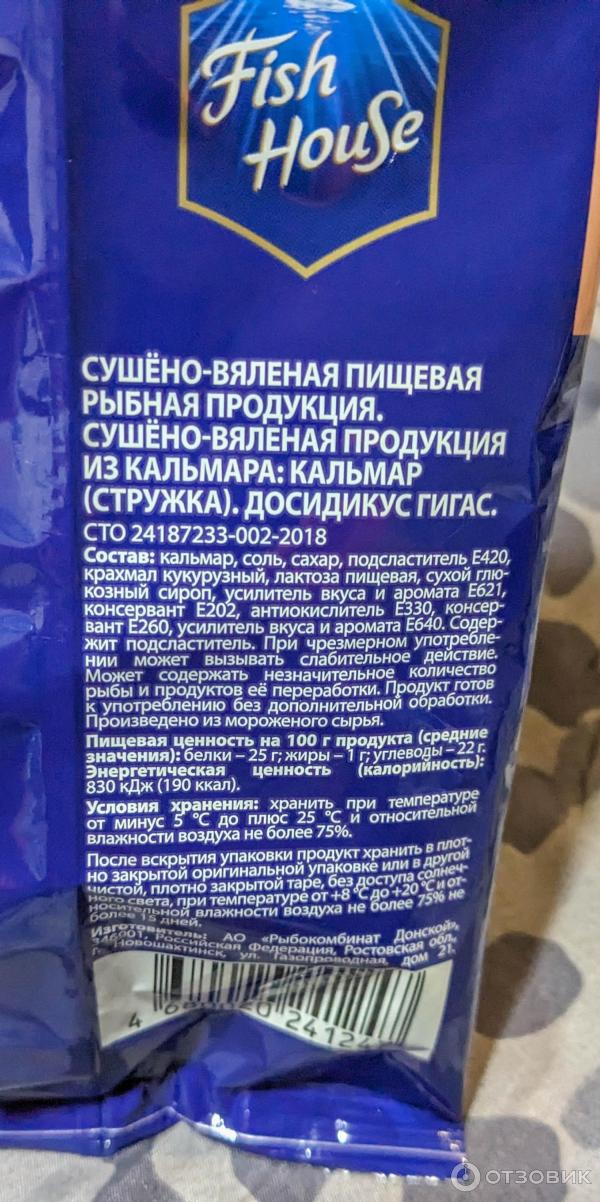 Fish
House
СУШЁНО-ВЯЛЕНАЯ ПИЩЕВАЯ
РЫБНАЯ ПРОДУКЦИЯ.
СУШЁНО-ВЯЛЕНАЯ ПРОДУКЦИЯ
ИЗ КАЛЬМАРА: КАЛЬМАР
(СТРУЖКА). ДОСИДИКУС ГИГАС.
СТО 24187233-002-2018
Состав: кальмар, соль, сахар, подсластитель Е420,
крахмал кукурузный, лактоза пищевая, сухой глю-
козный сироп, усилитель вкуса и аромата Е621,
консервант Е202, антиокислитель Е330, консер-
вант Е260, усилитель вкуса и аромата Е640. Содер-
жит подсластитель. При чрезмерном употребле-
нии может вызывать слабительное действие.
Может содержать незначительное количество
рыбы и продуктов её переработки. Продукт готов
к употреблению без дополнительной обработки.
Произведено из мороженого сырья.
Пищевая ценность на 100 г продукта (средние
значения): белки – 25 г; жиры – 1 г; углеводы – 22 г.
Энергетическая ценность (калорийность):
830 кДж (190 ккал).
Условия хранения: хранить при температуре
от минус 5 °С до плюс 25 °С и относительной
влажности воздуха не более 75%.
После вскрытия упаковки продукт хранить в плот-
но закрытой оригинальной упаковке или в другой
чистой, плотно закрытой таре, без доступа солнеч-
ного света, при температуре от +8 °С до +20 °С и от-
носительной влажности воздуха не более 75% не
более 15 дней.
Изготовитель: АО «Рыбокомбинат Донской»,
346001, Российская Федерация, Ростовская обл.,
г. Новошахтинск, ул. Газопроводная, дом 21.
4 24124
ОТЗОВИК